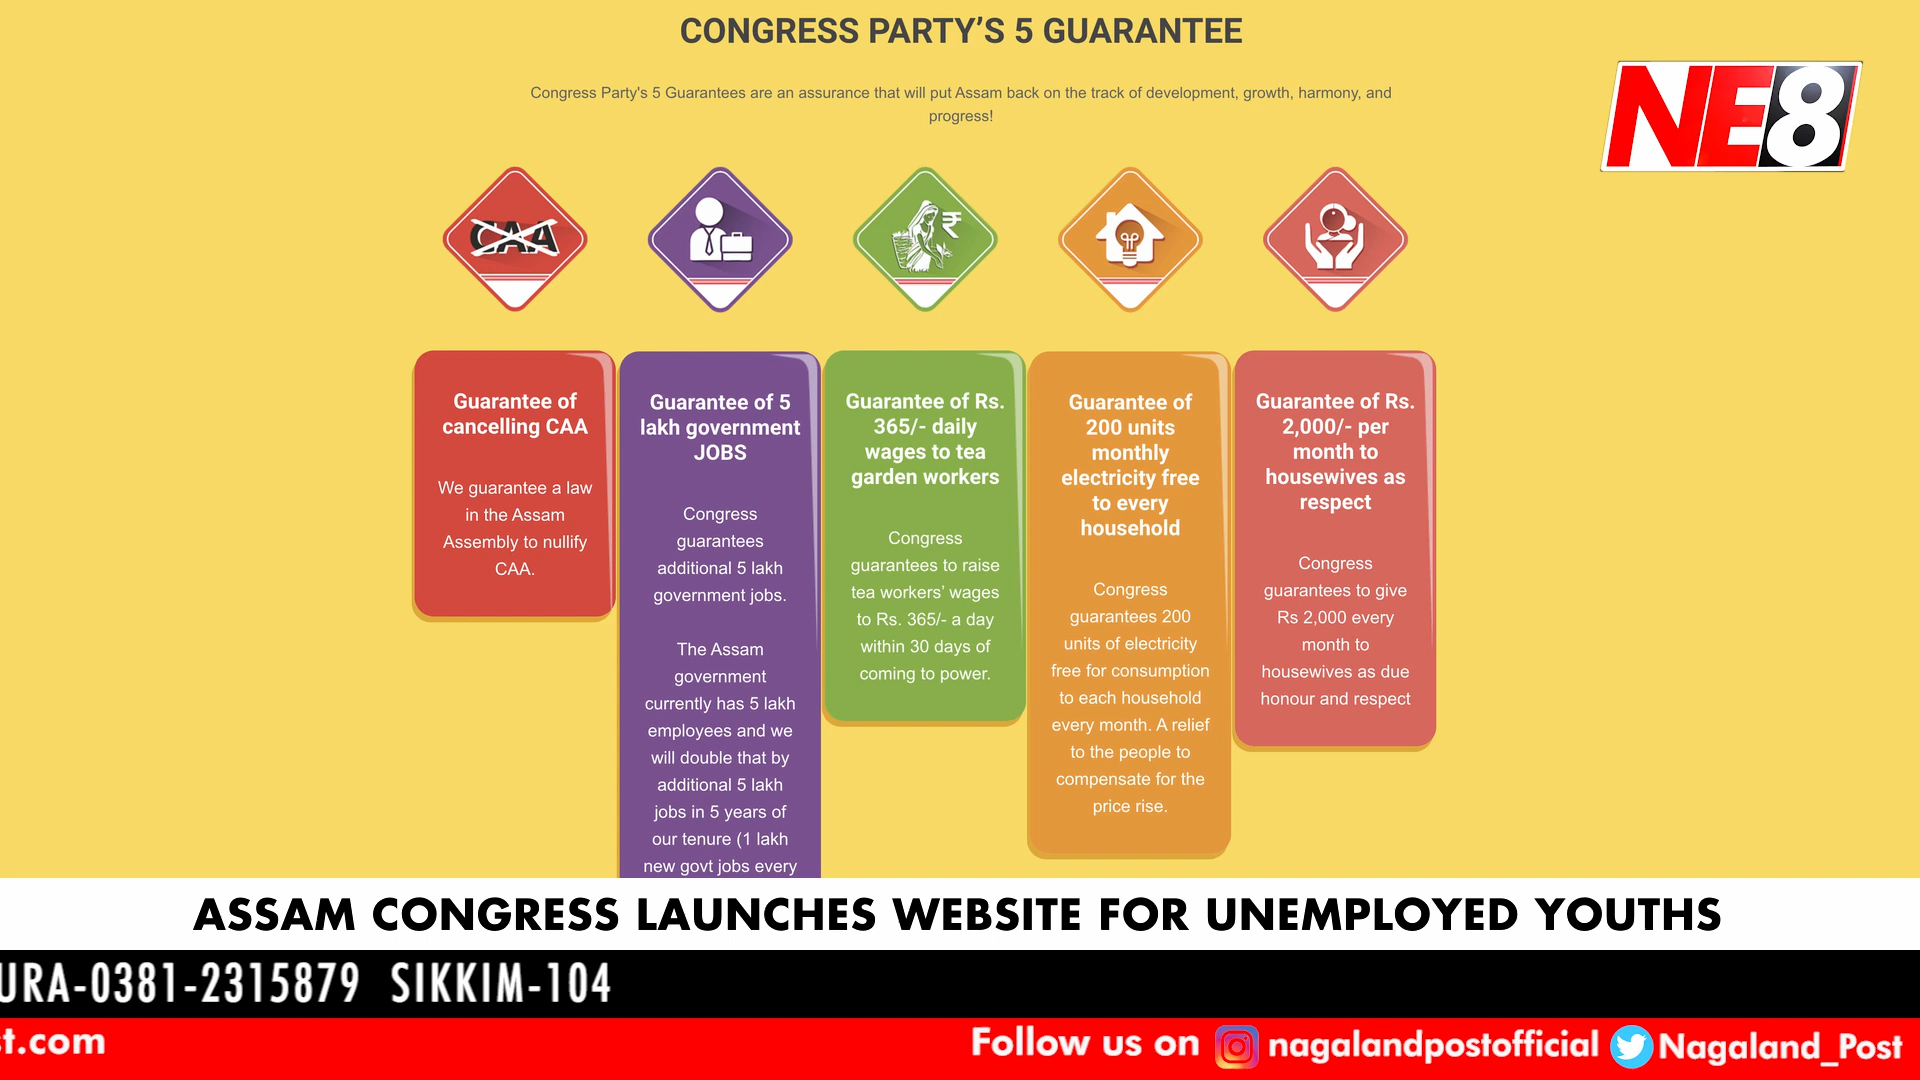 CONGRESS PARTY’S 5 GUARANTEE
Congress Party's 5 Guarantees are an assurance that will put Assam back on the track of development, growth, harmony, and
progress!
NE8
CAA
₹
Guarantee of
cancelling CAA
We guarantee a law
in the Assam
Assembly to nullify
CAA.
Guarantee of 5
lakh government
JOBS
Congress
guarantees
additional 5 lakh
government jobs.
The Assam
government
currently has 5 lakh
employees and we
will double that by
additional 5 lakh
jobs in 5 years of
our tenure (1 lakh
new govt jobs every
Guarantee of Rs.
365/- daily
wages to tea
garden workers
Congress
guarantees to raise
tea workers’ wages
to Rs. 365/- a day
within 30 days of
coming to power.
Guarantee of
200 units
monthly
electricity free
to every
household
Congress
guarantees 200
units of electricity
free for consumption
to each household
every month. A relief
to the people to
compensate for the
price rise.
Guarantee of Rs.
2,000/- per
month to
housewives as
respect
Congress
guarantees to give
Rs 2,000 every
month to
housewives as due
honour and respect
ASSAM CONGRESS LAUNCHES WEBSITE FOR UNEMPLOYED YOUTHS
URA-0381-2315879 SIKKIM-104
st.com Follow us on nagalandpostofficial Nagaland_Post